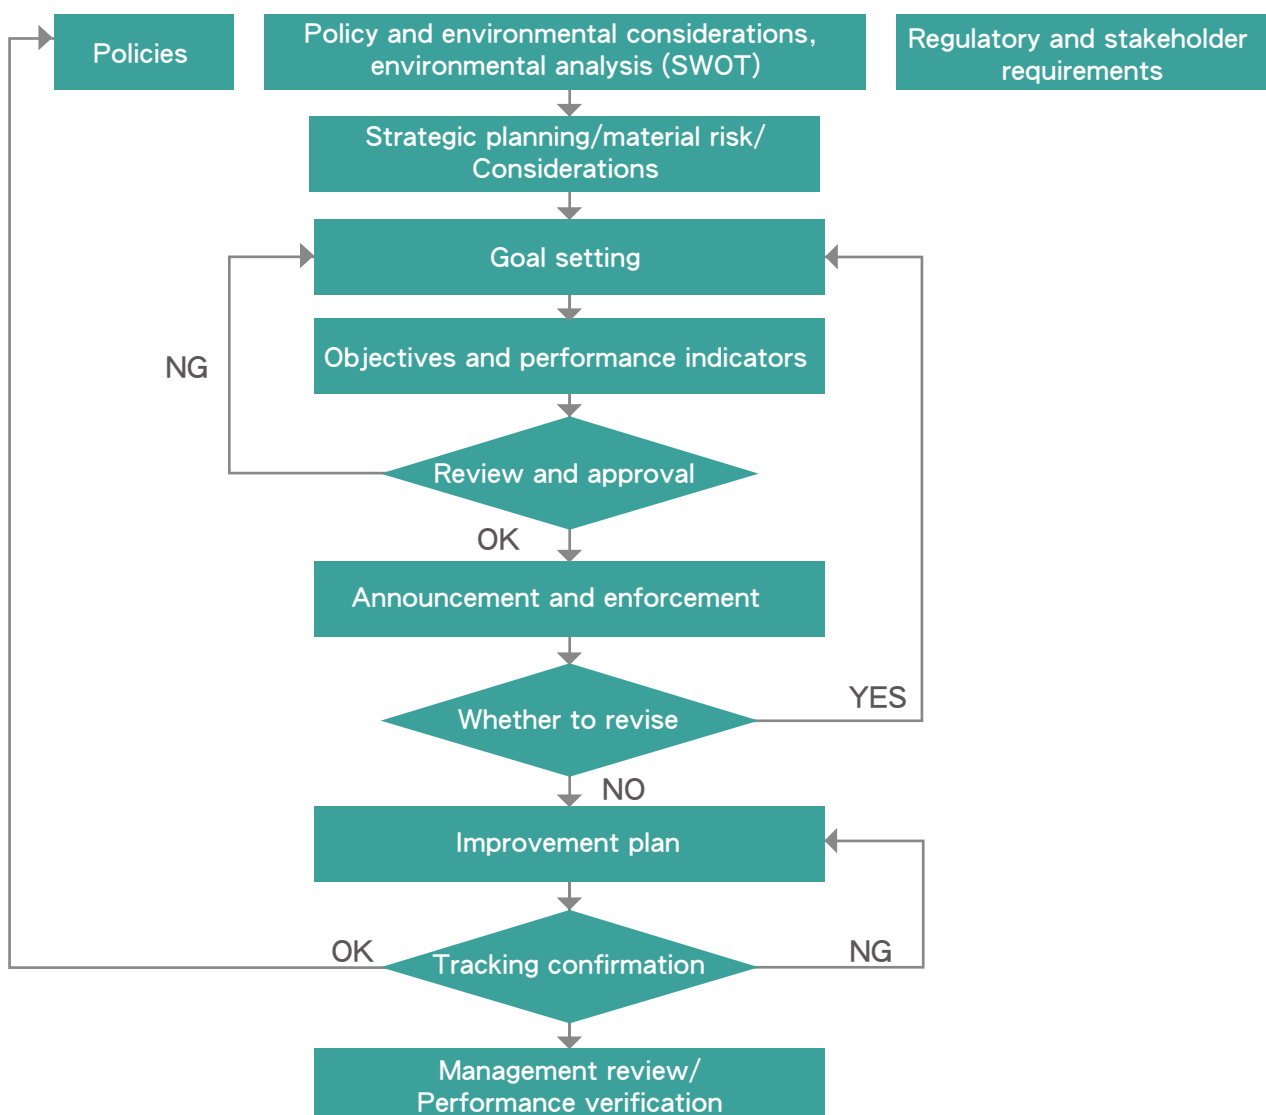 Policies
Policy and environmental considerations,
environmental analysis (SWOT)
Regulatory and stakeholder
requirements
Strategic planning/material risk/
Considerations
Goal setting
NG
Objectives and performance indicators
Review and approval
OK
Announcement and enforcement
Whether to revise
YES
NO
Improvement plan
OK
Tracking confirmation
NG
Management review/
Performance verification